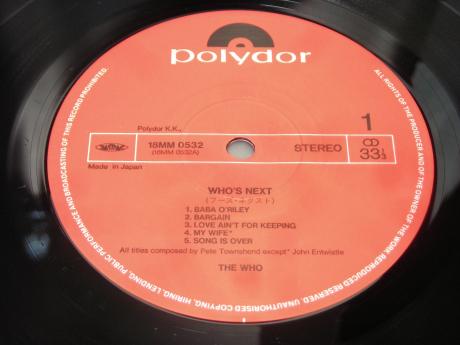 polydor
Polydor K.K.,
18MM 0532
(18MM 0532A)
Made in Japan
STEREO
1
33 1/3
WHO'S NEXT
(フーズ・ネクスト)
1. BABA O'RILEY
2. BARGAIN
3. LOVE AIN'T FOR KEEPING
4. MY WIFE*
5. SONG IS OVER
All titles composed by Pete Townshend except* John Entwistle
THE WHO
ALL RIGHTS OF THE PRODUCER AND OF THE OWNER OF THE WORK REPRODUCED RESERVED. UNAUTHORISED COPYING, HIRING, LENDING, PUBLIC PERFORMANCE AND BROADCASTING OF THIS RECORD PROHIBITED.